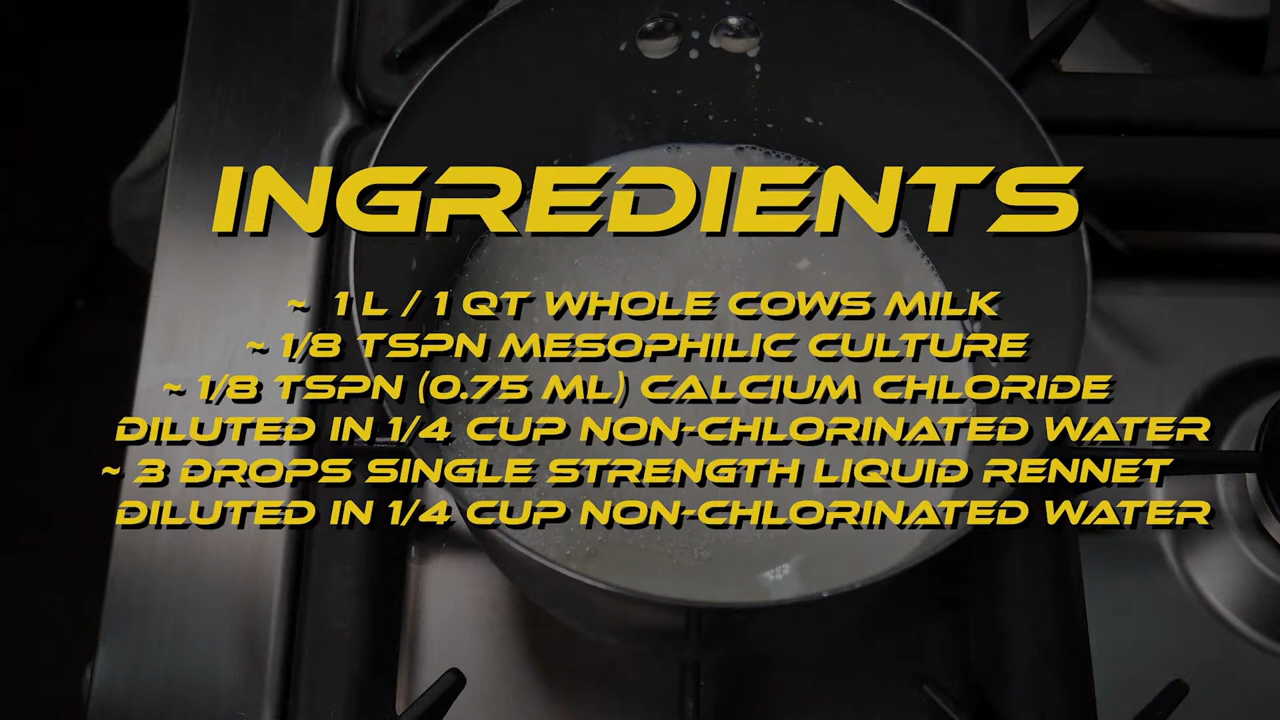 INGREDIENTS
~ 1 L / 1 QT WHOLE COWS MILK
~ 1/8 TSPN MESOPHILIC CULTURE
~ 1/8 TSPN (0.75 ML) CALCIUM CHLORIDE
DILUTED IN 1/4 CUP NON-CHLORINATED WATER
~ 3 DROPS SINGLE STRENGTH LIQUID RENNET
DILUTED IN 1/4 CUP NON-CHLORINATED WATER